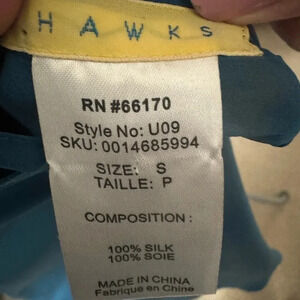 HAWKS
RN #66170
Style No: U09
SKU: 0014685994
SIZE: S
TAILLE: P
COMPOSITION :
100% SILK
100% SOIE
MADE IN CHINA
Fabriqué en Chine